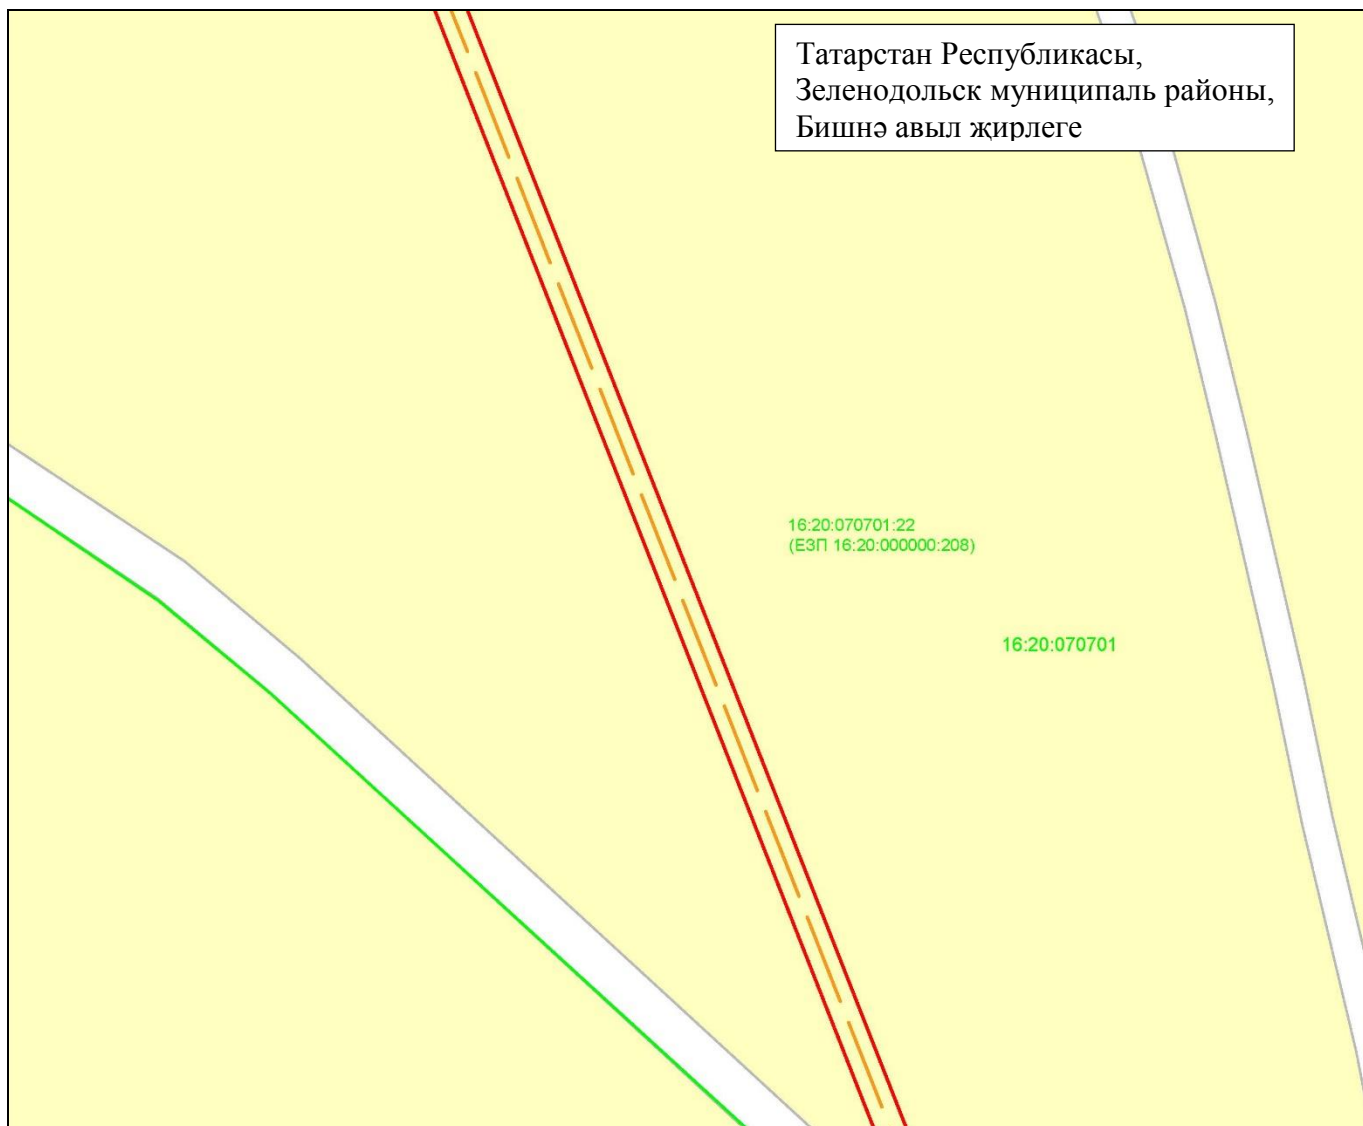 Татарстан Республикасы,
Зеленодольск муниципаль районы,
Бишнә авыл җирлеге
16:20:070701:22
(ЕЗП 16:20:000000:208)
16:20:070701